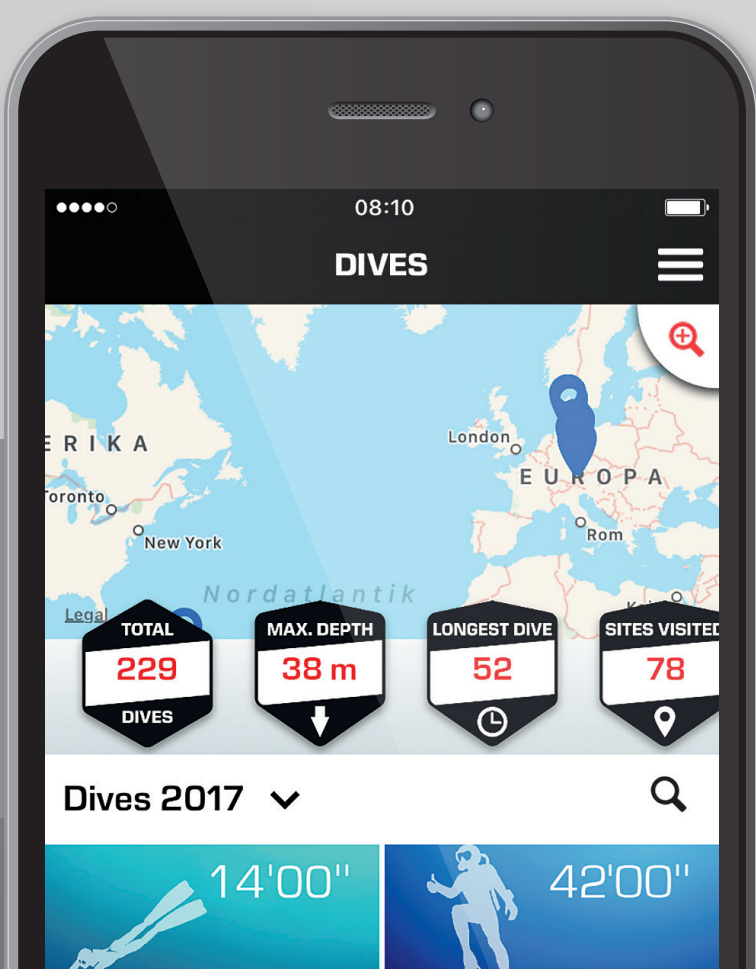 08:10
DIVES
ERIKA
London
EUROPA
Toronto
New York
Rom
Nordatlantik
Legal
TOTAL
229
DIVES
MAX. DEPTH
38 m
LONGEST DIVE
52
SITES VISITED
78
Dives 2017
14'00"
42'00"